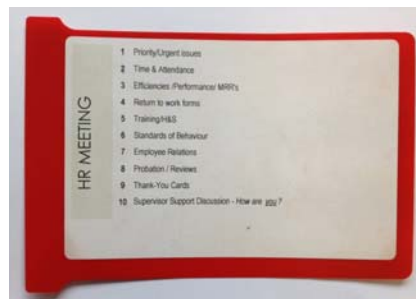 HR MEETING
1 Priority/Urgent issues
2 Time & Attendance
3 Efficiencies /Performance/ MRR's
4 Return to work forms
5 Training/H&S
6 Standards of Behaviour
7 Employee Relations
8 Probation / Reviews
9 Thank-You Cards
10 Supervisor Support Discussion - How are you ?